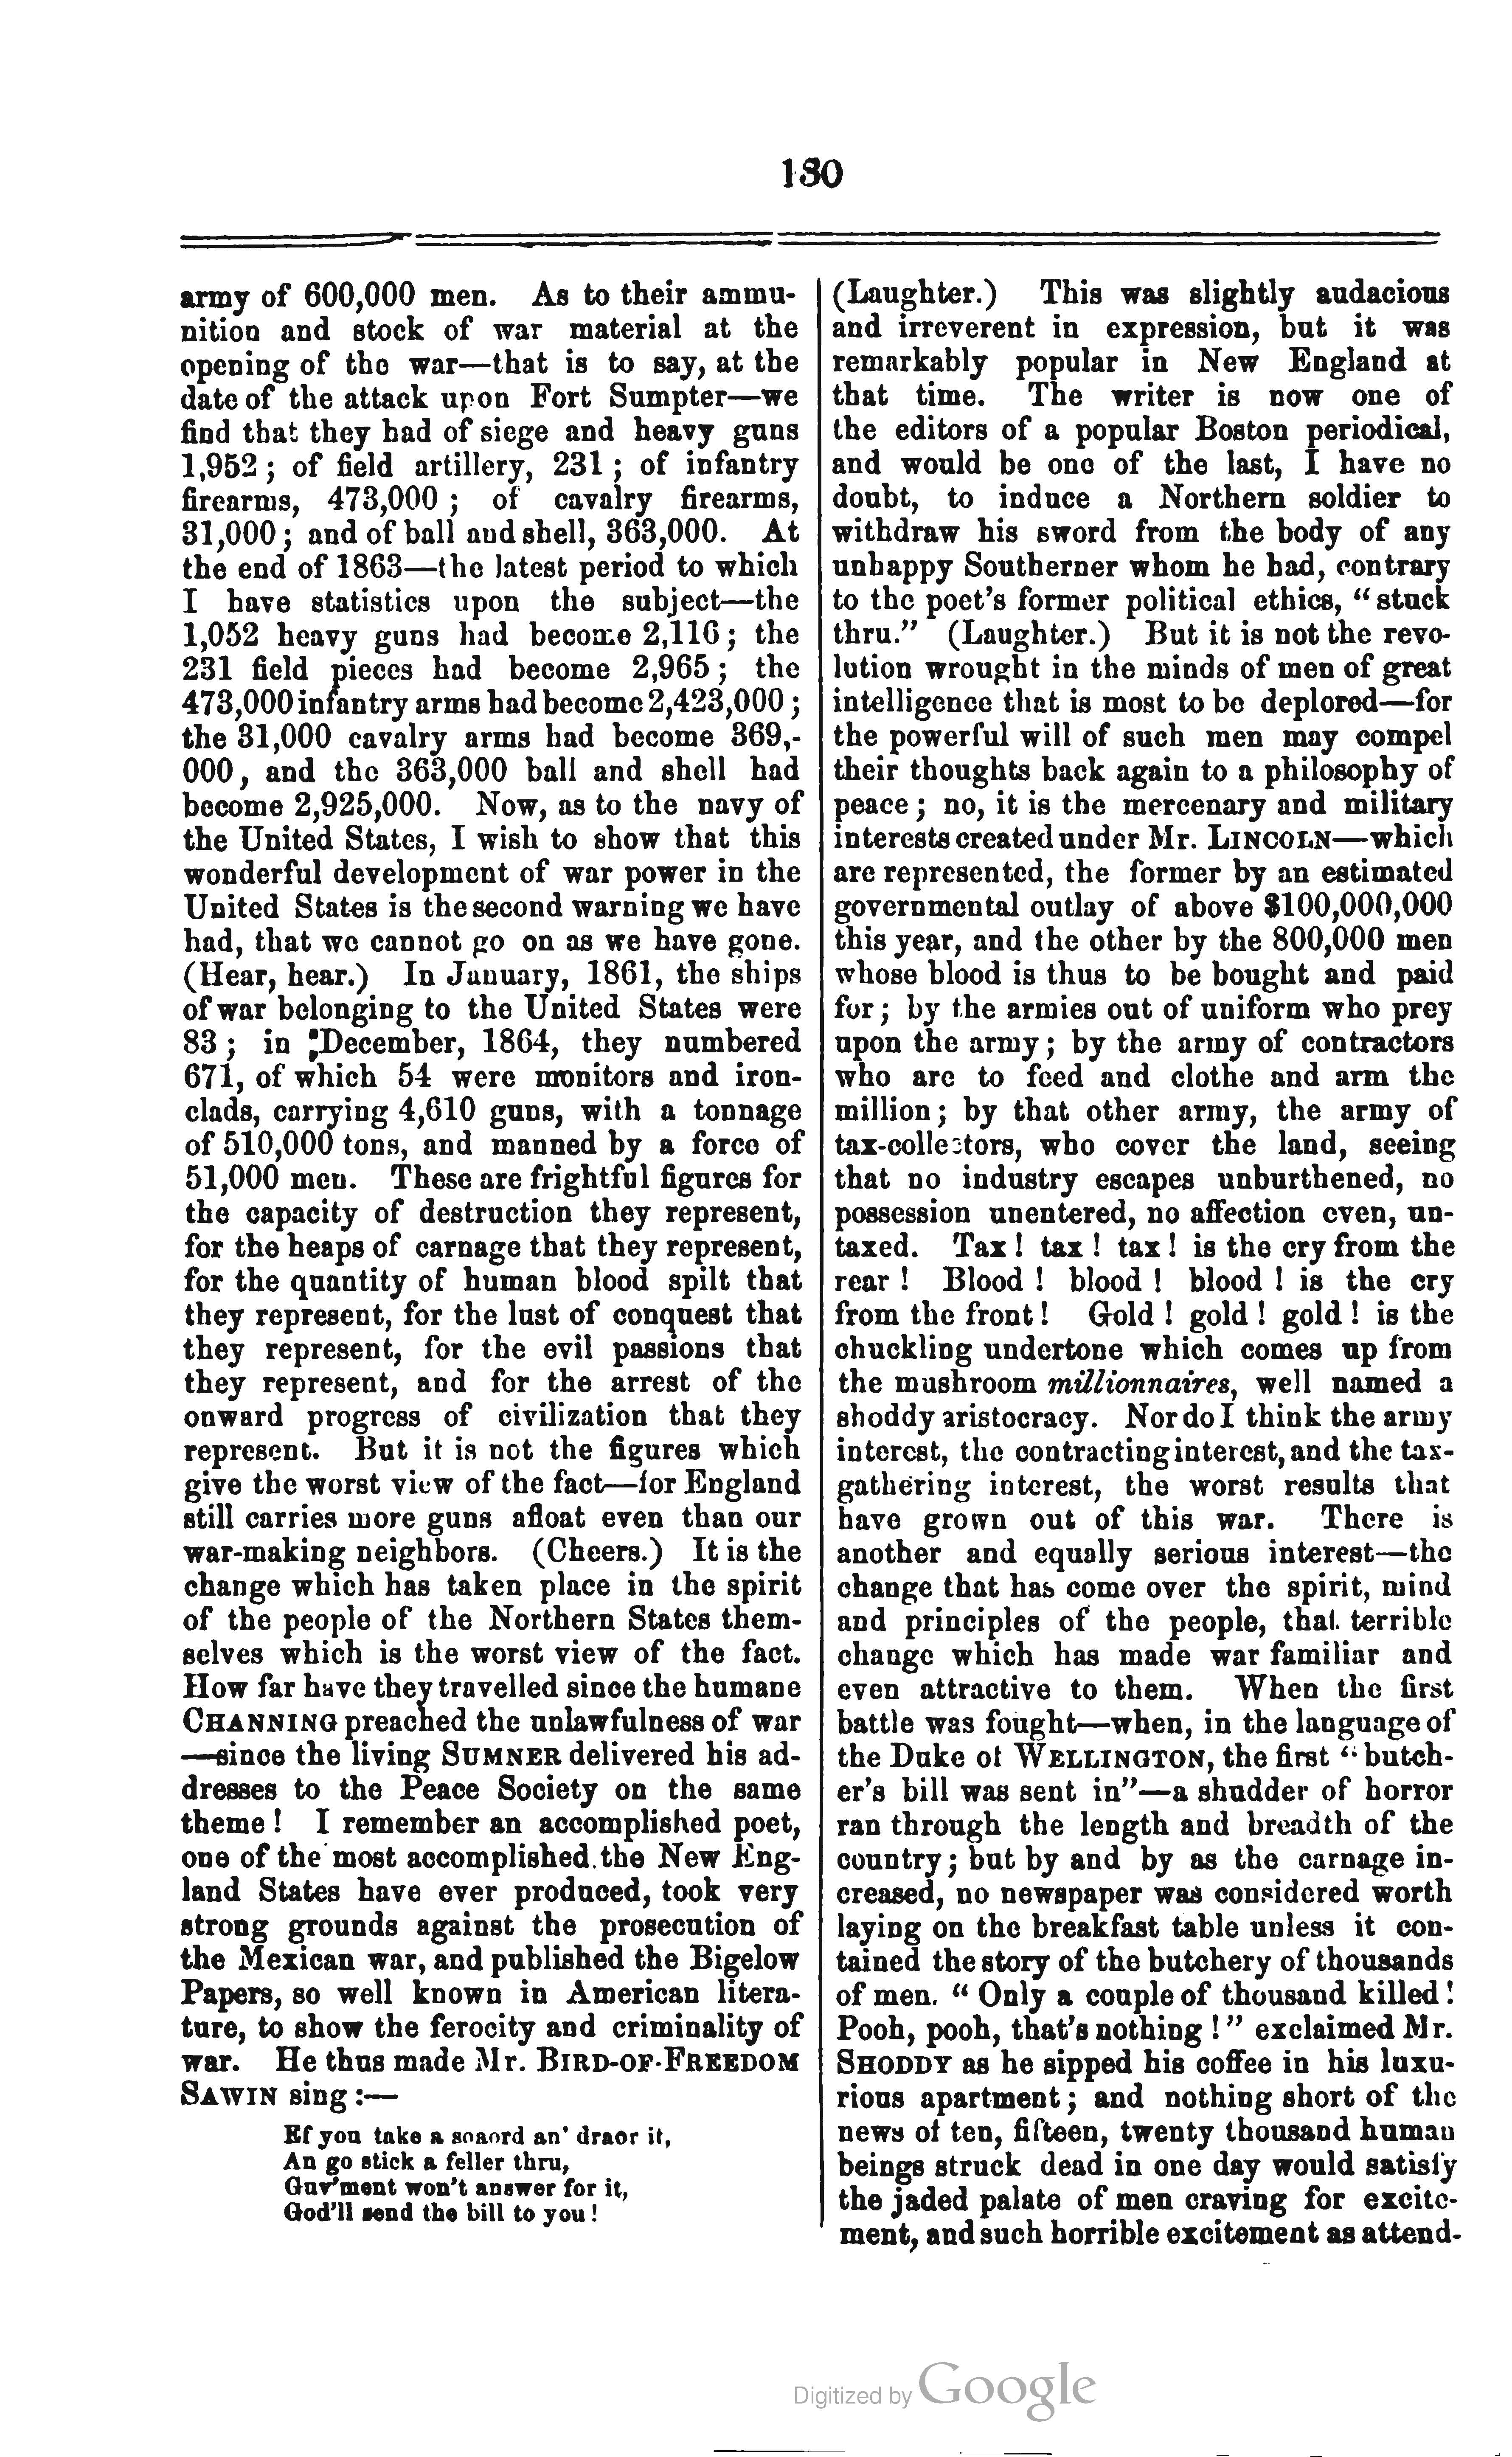 130
army of 600,000 men. As to their ammu-
nition and stock of war material at the
opening of the war—that is to say, at the
date of the attack upon Fort Sumpter—we
find that they had of siege and heavy guns
1,952; of field artillery, 231; of infantry
firearms, 473,000; of cavalry firearms,
31,000; and of ball and shell, 363,000. At
the end of 1863—the latest period to which
I have statistics upon the subject—the
1,052 heavy guns had become 2,116; the
231 field pieces had become 2,965; the
473,000 infantry arms had become 2,423,000;
the 31,000 cavalry arms had become 369,-
000, and the 363,000 ball and shell had
become 2,925,000. Now, as to the navy of
the United States, I wish to show that this
wonderful development of war power in the
United States is the second warning we have
had, that we cannot go on as we have gone.
(Hear, hear.) In January, 1861, the ships
of war belonging to the United States were
83; in December, 1864, they numbered
671, of which 54 were monitors and iron-
clads, carrying 4,610 guns, with a tonnage
of 510,000 tons, and manned by a force of
51,000 men. These are frightful figures for
the capacity of destruction they represent,
for the heaps of carnage that they represent,
for the quantity of human blood spilt that
they represent, for the lust of conquest that
they represent, for the evil passions that
they represent, and for the arrest of the
onward progress of civilization that they
represent. But it is not the figures which
give the worst view of the fact—for England
still carries more guns afloat even than our
war-making neighbors. (Cheers.) It is the
change which has taken place in the spirit
of the people of the Northern States them-
selves which is the worst view of the fact.
How far have they travelled since the humane
CHANNING preached the unlawfulness of war
—since the living SUMNER delivered his ad-
dresses to the Peace Society on the same
theme! I remember an accomplished poet,
one of the most accomplished the New Eng-
land States have ever produced, took very
strong grounds against the prosecution of
the Mexican war, and published the Bigelow
Papers, so well known in American litera-
ture, to show the ferocity and criminality of
war. He thus made Mr. BIRD-OF-FREEDOM
SAWIN sing:—
Ef you take a soaord an' draor it,
An go stick a feller thru,
Guv'ment won't answer for it,
God'll send the bill to you!
(Laughter.) This was slightly audacious
and irreverent in expression, but it was
remarkably popular in New England at
that time. The writer is now one of
the editors of a popular Boston periodical,
and would be one of the last, I have no
doubt, to induce a Northern soldier to
withdraw his sword from the body of any
unhappy Southerner whom he had, contrary
to the poet's former political ethics, "stuck
thru." (Laughter.) But it is not the revo-
lution wrought in the minds of men of great
intelligence that is most to be deplored—for
the powerful will of such men may compel
their thoughts back again to a philosophy of
peace; no, it is the mercenary and military
interests created under Mr. LINCOLN—which
are represented, the former by an estimated
governmental outlay of above $100,000,000
this year, and the other by the 800,000 men
whose blood is thus to be bought and paid
for; by the armies out of uniform who prey
upon the army; by the army of contractors
who are to feed and clothe and arm the
million; by that other army, the army of
tax-collectors, who cover the land, seeing
that no industry escapes unburthened, no
possession unentered, no affection even, un-
taxed. Tax! tax! tax! is the cry from the
rear! Blood! blood! blood! is the cry
from the front! Gold! gold! gold! is the
chuckling undertone which comes up from
the mushroom millionnaires, well named a
shoddy aristocracy. Nor do I think the army
interest, the contracting interest, and the tax-
gathering interest, the worst results that
have grown out of this war. There is
another and equally serious interest—the
change that has come over the spirit, mind
and principles of the people, that terrible
change which has made war familiar and
even attractive to them. When the first
battle was fought—when, in the language of
the Duke of WELLINGTON, the first "butch-
er's bill was sent in"—a shudder of horror
ran through the length and breadth of the
country; but by and by as the carnage in-
creased, no newspaper was considered worth
laying on the breakfast table unless it con-
tained the story of the butchery of thousands
of men. "Only a couple of thousand killed!
Pooh, pooh, that's nothing!" exclaimed Mr.
SHODDY as he sipped his coffee in his luxu-
rious apartment; and nothing short of the
news of ten, fifteen, twenty thousand human
beings struck dead in one day would satisfy
the jaded palate of men craving for excite-
ment, and such horrible excitement as attend-
Digitized by Google